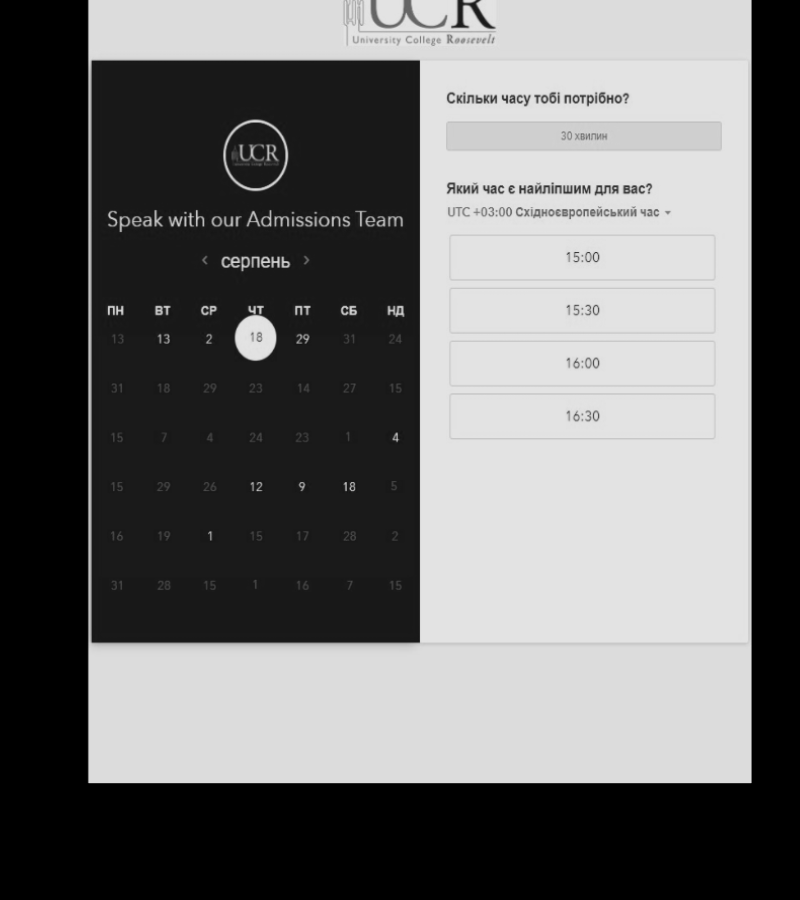 UCR
University College Roosevelt
UCR
Speak with our Admissions Team
‹ серпень ›
ПН ВТ СР ЧТ ПТ СБ НД
13 13 2 18 29 31 24
31 18 29 23 14 27 15
15 7 4 24 23 1 4
15 29 26 12 9 18 5
16 19 1 15 17 28 2
31 28 15 1 16 7 15
Скільки часу тобі потрібно?
30 хвилин
Який час є найліпшим для вас?
UTC +03:00 Східноєвропейський час
15:00
15:30
16:00
16:30